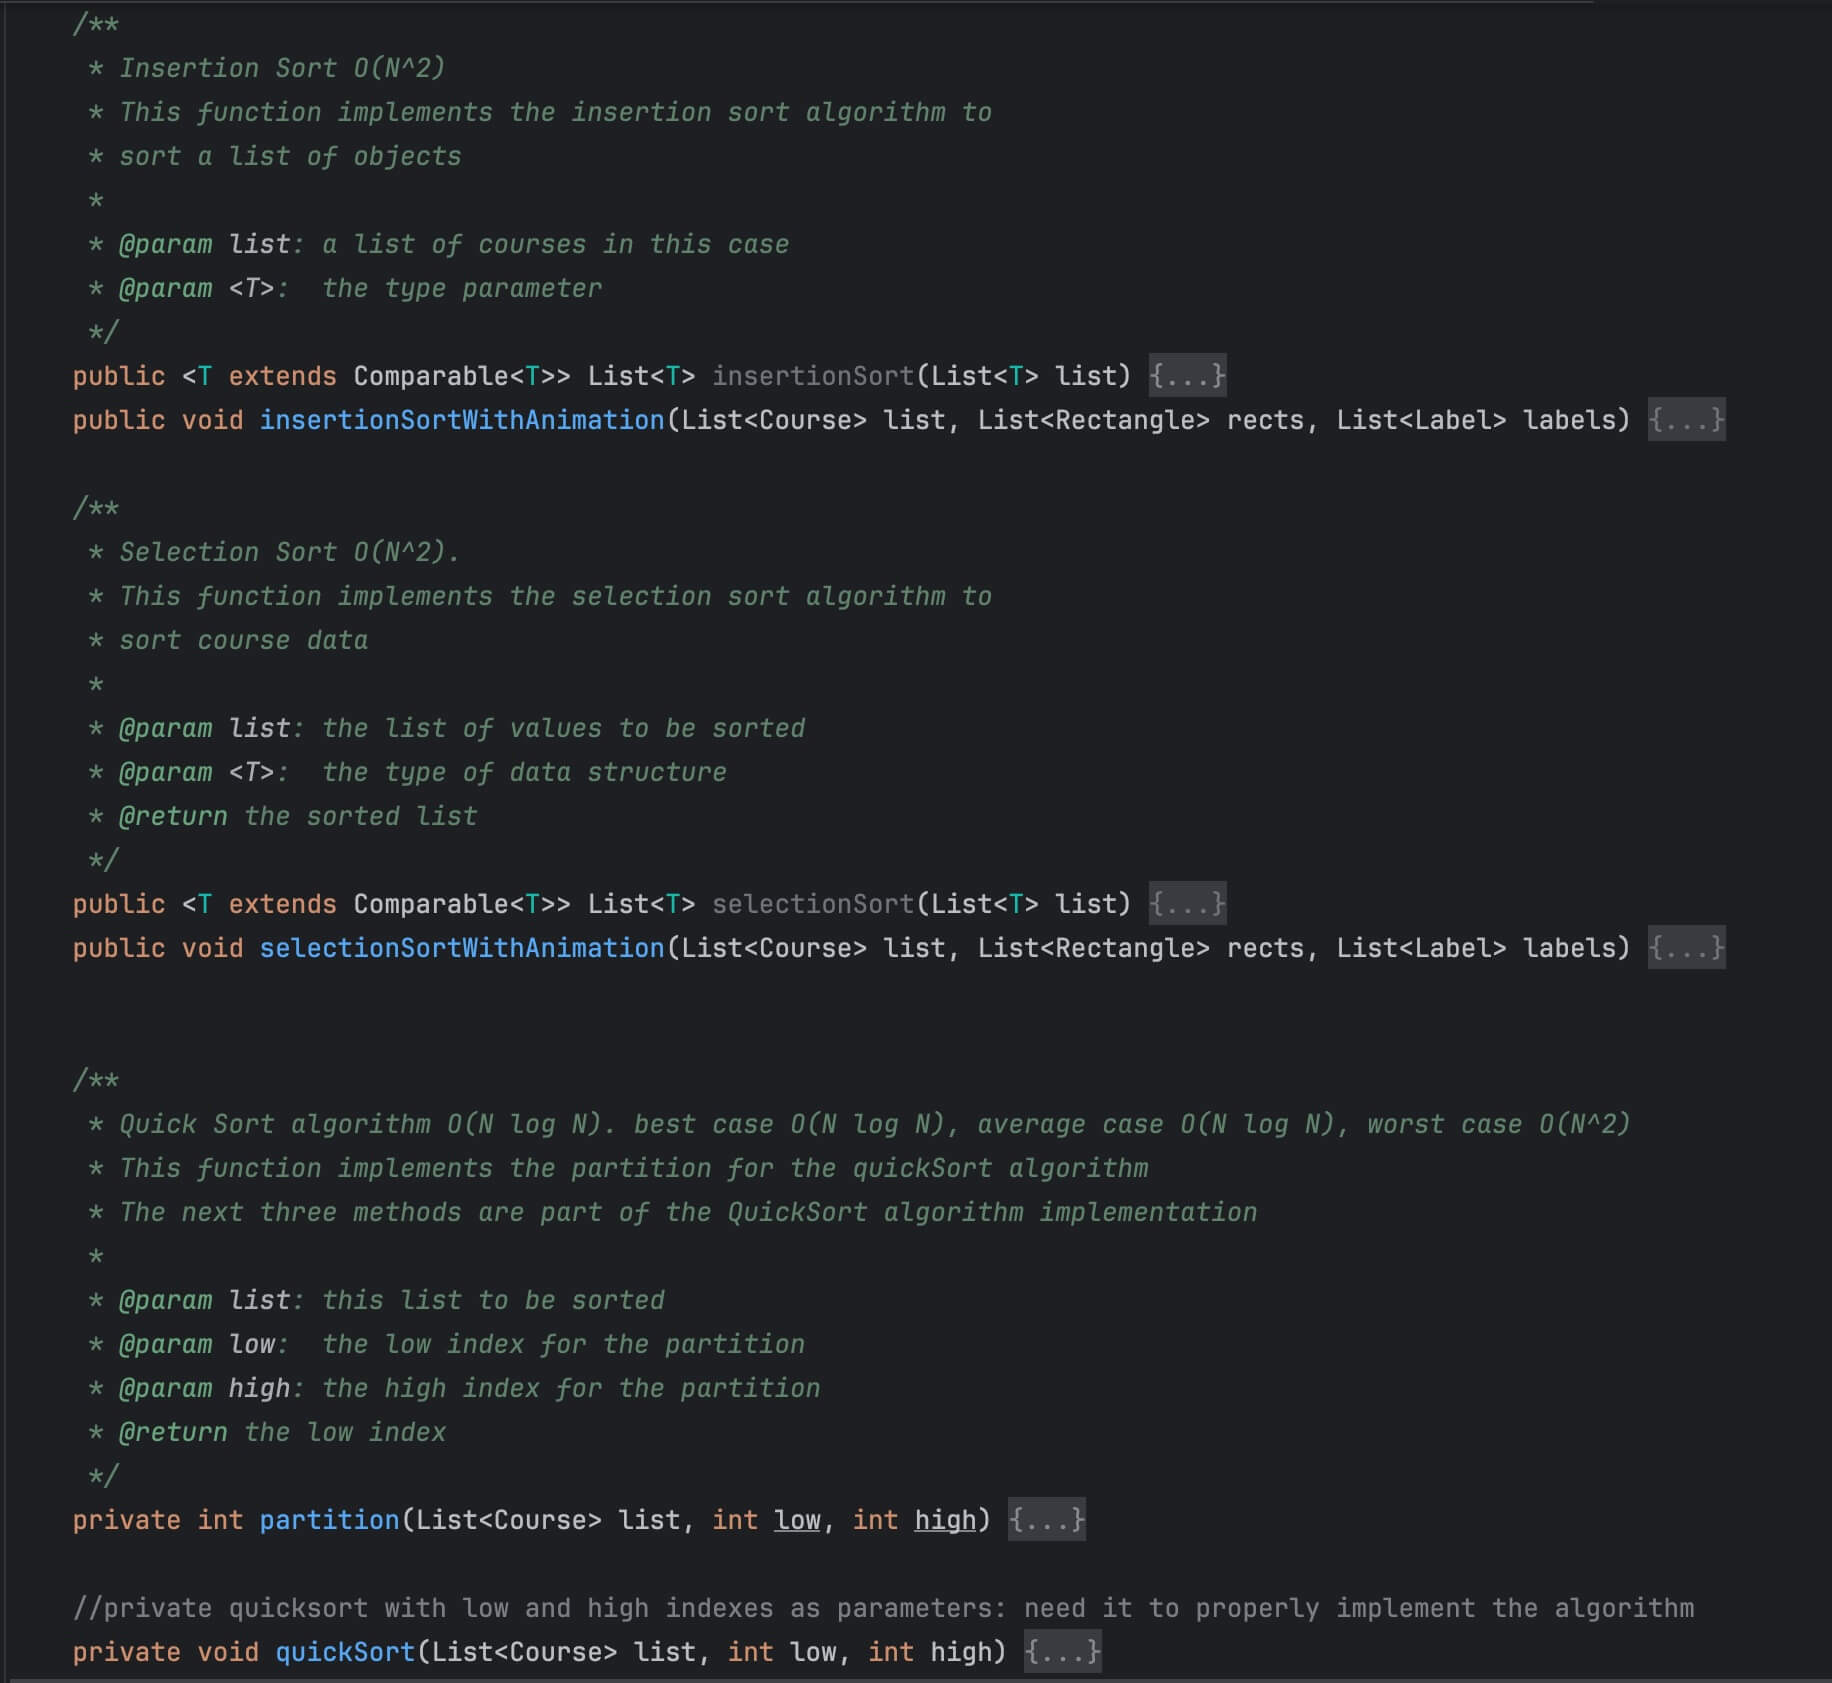 /**
 * Insertion Sort O(N^2)
 * This function implements the insertion sort algorithm to
 * sort a list of objects
 *
 * @param list: a list of courses in this case
 * @param <T>:  the type parameter
 */
public <T extends Comparable<T>> List<T> insertionSort(List<T> list) {...}
public void insertionSortWithAnimation(List<Course> list, List<Rectangle> rects, List<Label> labels) {...}
/**
 * Selection Sort O(N^2).
 * This function implements the selection sort algorithm to
 * sort course data
 *
 * @param list: the list of values to be sorted
 * @param <T>:  the type of data structure
 * @return the sorted list
 */
public <T extends Comparable<T>> List<T> selectionSort(List<T> list) {...}
public void selectionSortWithAnimation(List<Course> list, List<Rectangle> rects, List<Label> labels) {...}
/**
 * Quick Sort algorithm O(N log N). best case O(N log N), average case O(N log N), worst case O(N^2)
 * This function implements the partition for the quickSort algorithm
 * The next three methods are part of the QuickSort algorithm implementation
 *
 * @param list: this list to be sorted
 * @param low:  the low index for the partition
 * @param high: the high index for the partition
 * @return the low index
 */
private int partition(List<Course> list, int low, int high) {...}
//private quicksort with low and high indexes as parameters: need it to properly implement the algorithm
private void quickSort(List<Course> list, int low, int high) {...}